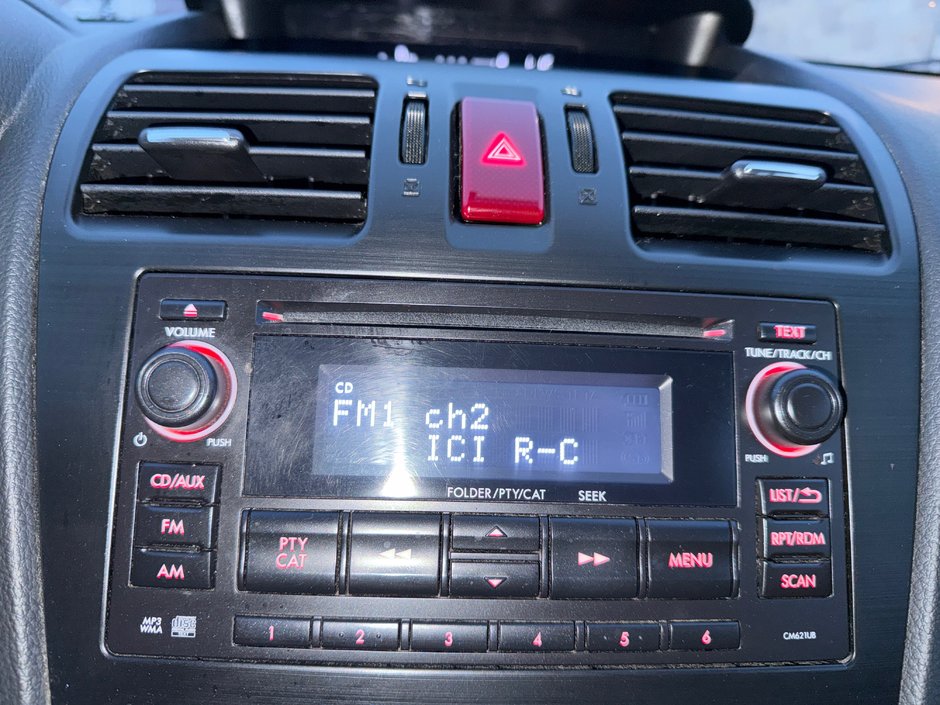 VOLUME
TEXT
TUNE/TRACK/CH
CD
FM1 ch2
ICI R-C
PUSH
PUSH
FOLDER/PTY/CAT SEEK
CD/AUX
FM
AM
PTY
CAT
MENU
LIST/
RPT/RDM
SCAN
MP3
WMA
disc
1 2 3 4 5 6
CM621UB